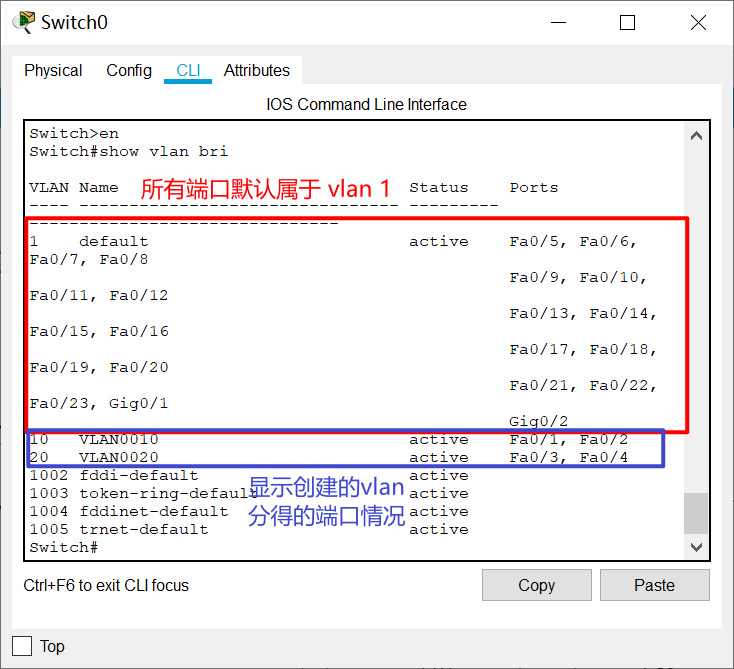 Switch0
Physical Config CLI Attributes
IOS Command Line Interface
Switch>en
Switch#show vlan bri
VLAN Name 所有端口默认属于 vlan 1 Status Ports
---- -------------------------------- ---------
-------------------------------
1 default active Fa0/5, Fa0/6,
Fa0/7, Fa0/8
Fa0/9, Fa0/10,
Fa0/11, Fa0/12
Fa0/13, Fa0/14,
Fa0/15, Fa0/16
Fa0/17, Fa0/18,
Fa0/19, Fa0/20
Fa0/21, Fa0/22,
Fa0/23, Gig0/1
Gig0/2
10 VLAN0010 active Fa0/1, Fa0/2
20 VLAN0020 active Fa0/3, Fa0/4
1002 fddi-default active
1003 token-ring-default active
显示创建的vlan
1004 fddinet-default active
分得的端口情况
1005 trnet-default active
Switch#
Ctrl+F6 to exit CLI focus
Copy Paste
Top